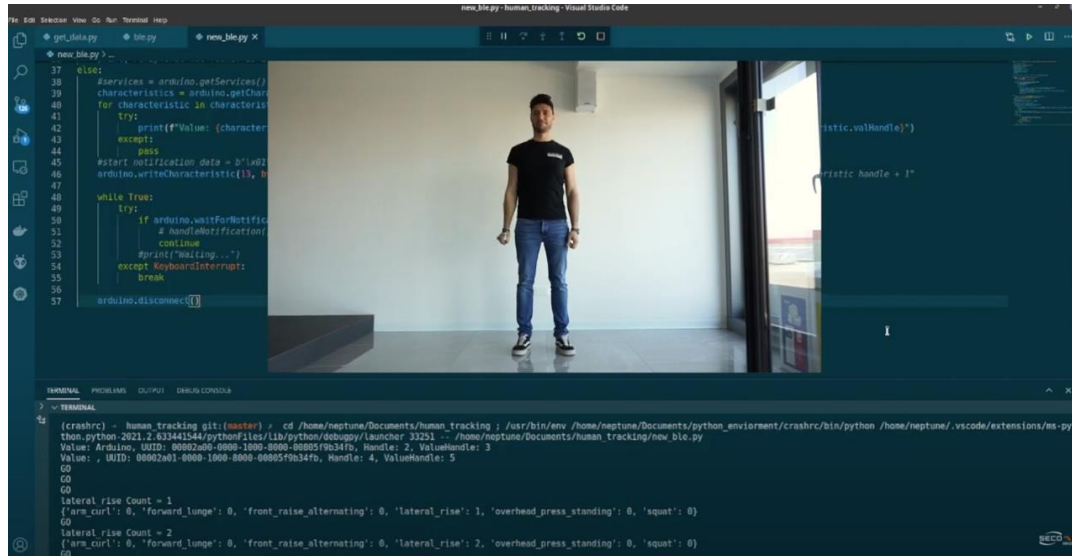 new_ble.py - human_tracking - Visual Studio Code
File Edit Selection View Go Run Terminal Help
get_data.py ble.py new_ble.py ×
new_ble.py > ...
37 else:
38 #services = arduino.getServices()
39 characteristics = arduino.getChara
40 for characteristic in characterist
41 try:
42 print(f"Value: {character ristic.valHandle}")
43 except:
44 pass
45 #start notification data = b'\x01
46 arduino.writeCharacteristic(13, b eristic handle + 1"
47
48 while True:
49 try:
50 if arduino.waitForNotific
51 # handleNotification(
52 continue
53 #print("Waiting...")
54 except KeyboardInterrupt:
55 break
56
57 arduino.disconnect()
TERMINAL PROBLEMS OUTPUT DEBUG CONSOLE
TERMINAL
(crashrc) - human_tracking git:(master) cd /home/neptune/Documents/human_tracking ; /usr/bin/env /home/neptune/Documents/python_enviorment/crashrc/bin/python /home/neptune/.vscode/extensions/ms-py
thon.python-2021.2.633441544/pythonFiles/lib/python/debugpy/launcher 33251 -- /home/neptune/Documents/human_tracking/new_ble.py
Value: Arduino, UUID: 00002a00-0000-1000-8000-00805f9b34fb, Handle: 2, ValueHandle: 3
Value: , UUID: 00002a01-0000-1000-8000-00805f9b34fb, Handle: 4, ValueHandle: 5
GO
GO
GO
lateral_rise Count = 1
{'arm_curl': 0, 'forward_lunge': 0, 'front_raise_alternating': 0, 'lateral_rise': 1, 'overhead_press_standing': 0, 'squat': 0}
GO
lateral_rise Count = 2
{'arm_curl': 0, 'forward_lunge': 0, 'front_raise_alternating': 0, 'lateral_rise': 2, 'overhead_press_standing': 0, 'squat': 0}
GO
SECO